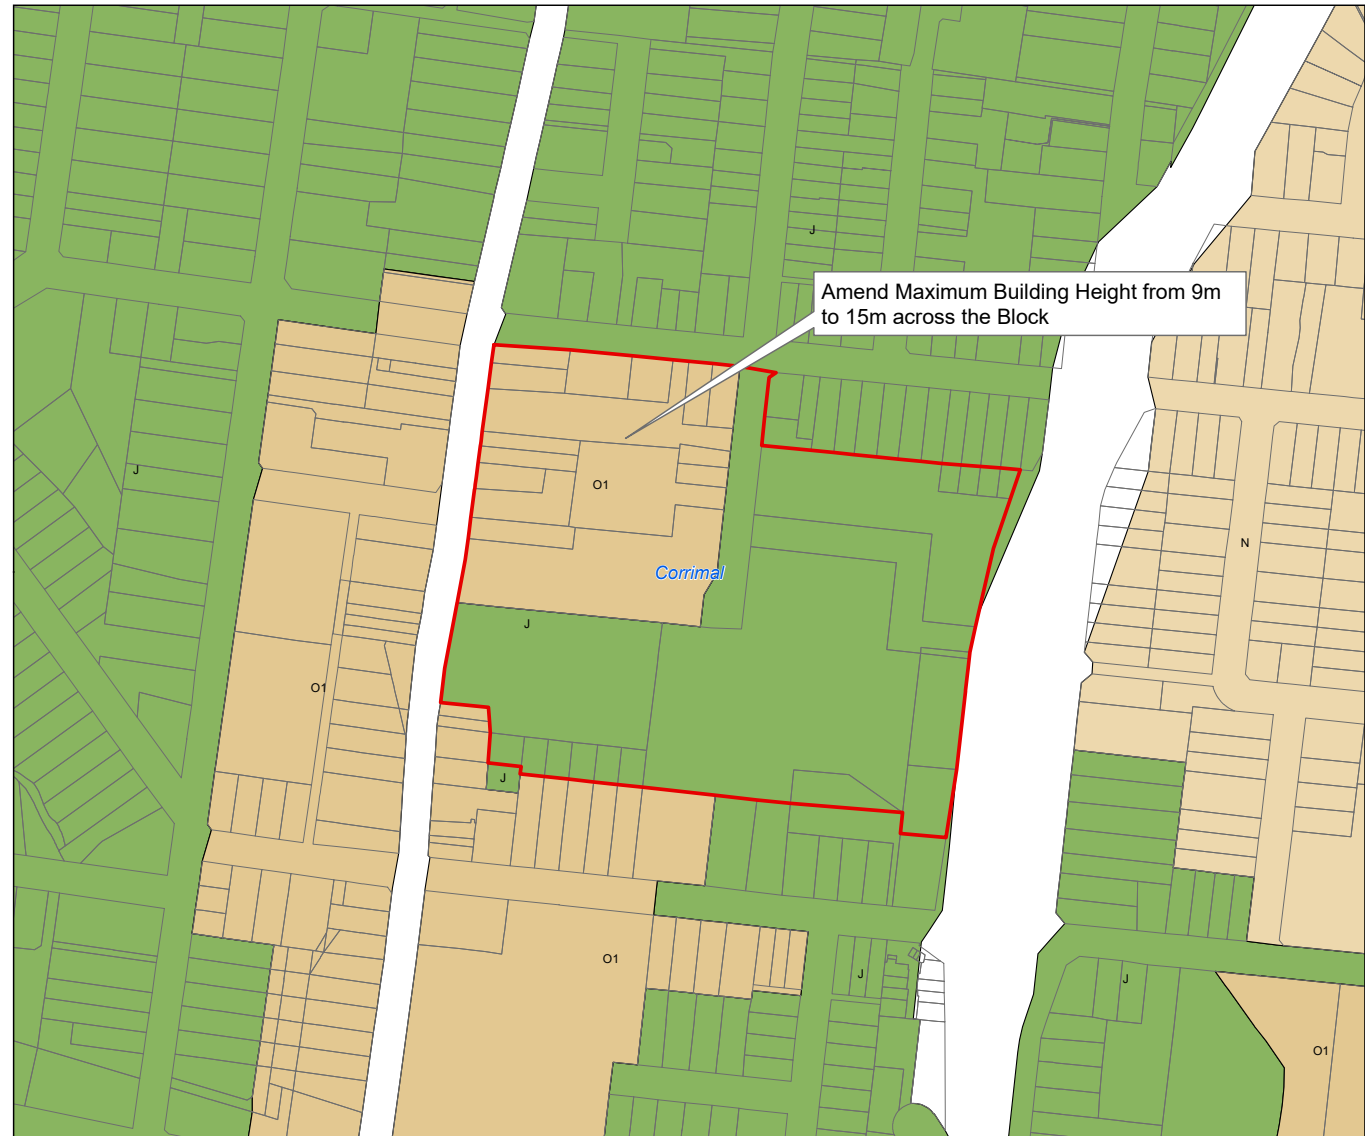 J
Amend Maximum Building Height from 9m
to 15m across the Block
J
O1
N
Corrimal
J
O1
J
O1
J
J
O1